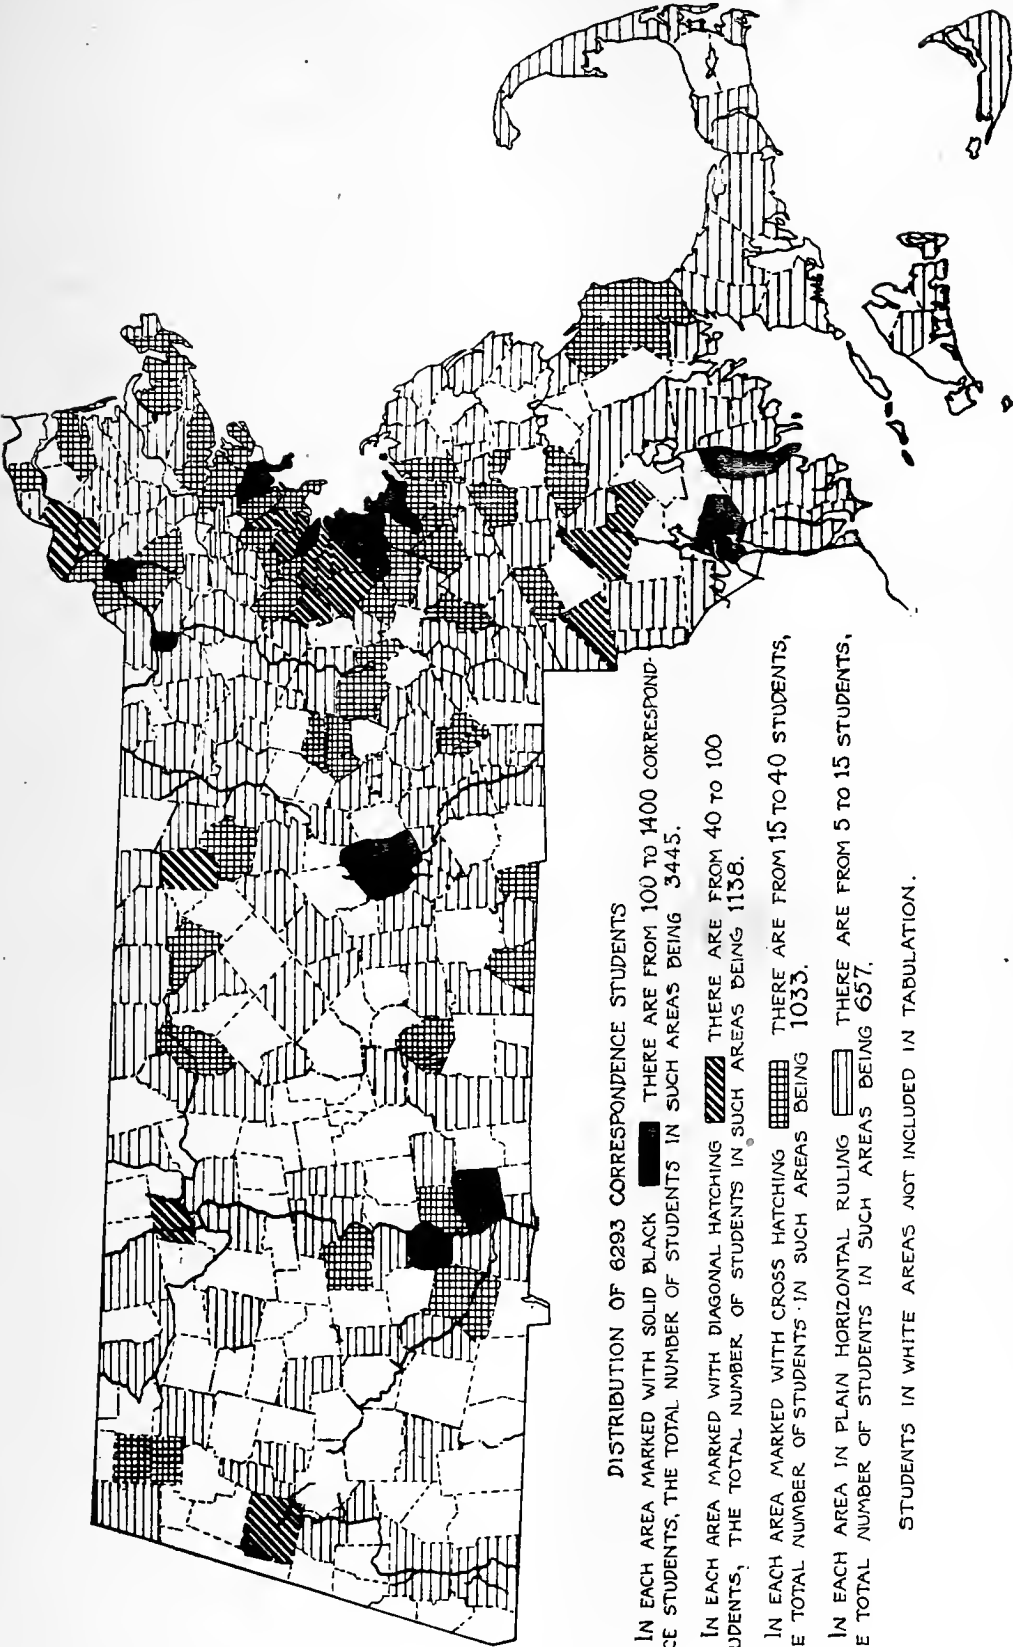 DISTRIBUTION OF 6293 CORRESPONDENCE STUDENTS
IN EACH AREA MARKED WITH SOLID BLACK THERE ARE FROM 100 TO 1400 CORRESPOND-
CE STUDENTS, THE TOTAL NUMBER OF STUDENTS IN SUCH AREAS BEING 3445.
IN EACH AREA MARKED WITH DIAGONAL HATCHING THERE ARE FROM 40 TO 100
UDENTS, THE TOTAL NUMBER OF STUDENTS IN SUCH AREAS BEING 1138.
IN EACH AREA MARKED WITH CROSS HATCHING THERE ARE FROM 15 TO 40 STUDENTS,
E TOTAL NUMBER OF STUDENTS IN SUCH AREAS BEING 1033.
IN EACH AREA IN PLAIN HORIZONTAL RULING THERE ARE FROM 5 TO 15 STUDENTS,
E TOTAL NUMBER OF STUDENTS IN SUCH AREAS BEING 657.
STUDENTS IN WHITE AREAS NOT INCLUDED IN TABULATION.